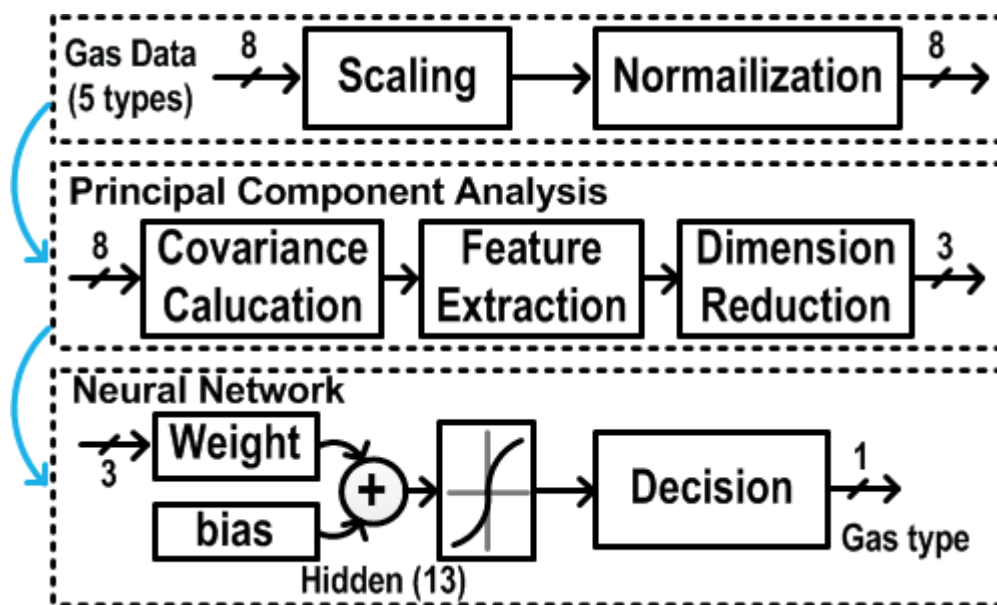 Gas Data
(5 types)
8
Scaling
Normailization
8
Principal Component Analysis
8
Covariance
Calucation
Feature
Extraction
Dimension
Reduction
3
Neural Network
3
Weight
bias
+
Hidden (13)
Decision
1
Gas type